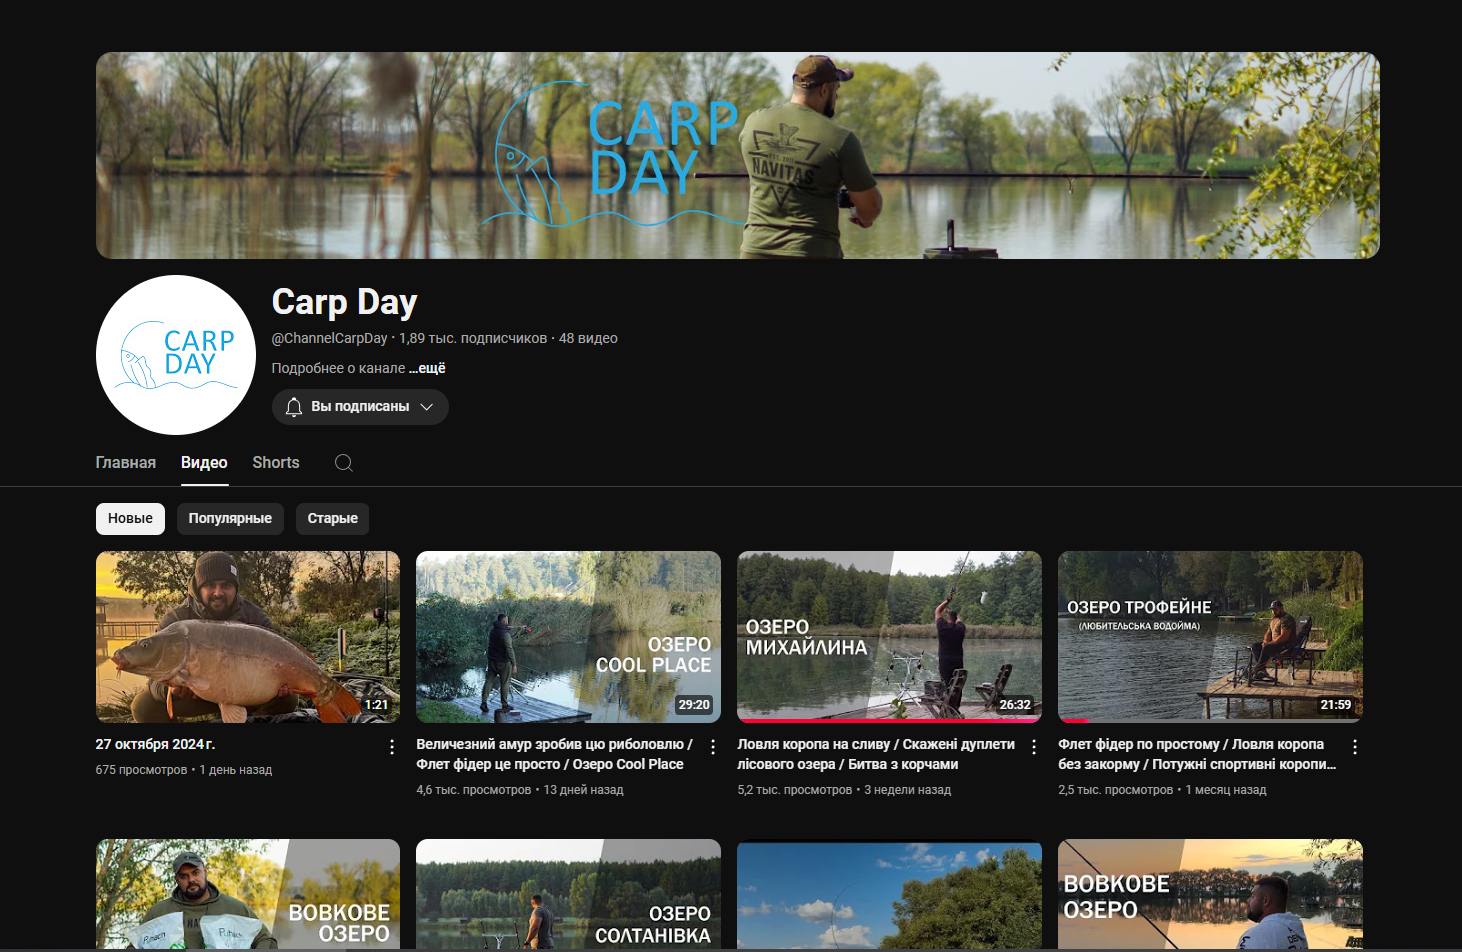 CARP
DAY
EST. 2011
NAVITAS
CARP
DAY
Carp Day
@ChannelCarpDay · 1,89 тыс. подписчиков · 48 видео
Подробнее о канале ...ещё
Вы подписаны
Главная Видео Shorts
Новые Популярные Старые
1:21
27 октября 2024 г.
675 просмотров • 1 день назад
ОЗЕРО
COOL PLACE
29:20
Величезний амур зробив цю риболовлю /
Флет фідер це просто / Озеро Cool Place
4,6 тыс. просмотров • 13 дней назад
ОЗЕРО
МИХАЙЛИНА
26:32
Ловля коропа на сливу / Скажені дуплети
лісового озера / Битва з корчами
5,2 тыс. просмотров • 3 недели назад
ОЗЕРО ТРОФЕЙНЕ
(ЛЮБИТЕЛЬСЬКА ВОДОЙМА)
21:59
Флет фідер по простому / Ловля коропа
без закорму / Потужні спортивні коропи...
2,5 тыс. просмотров • 1 месяц назад
ВОВКОВЕ
ОЗЕРО
ОЗЕРО
СОЛТАНІВКА
ВОВКОВЕ
ОЗЕРО